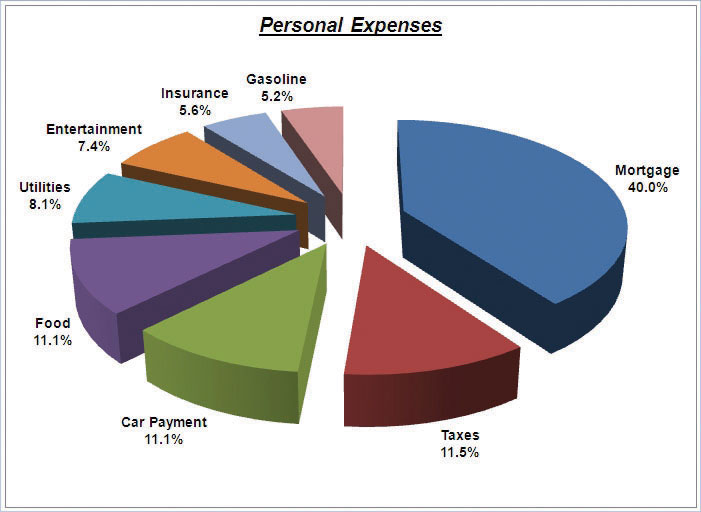 Personal Expenses
Gasoline
5.2%
Insurance
5.6%
Entertainment
7.4%
Mortgage
40.0%
Utilities
8.1%
Food
11.1%
Car Payment
11.1%
Taxes
11.5%